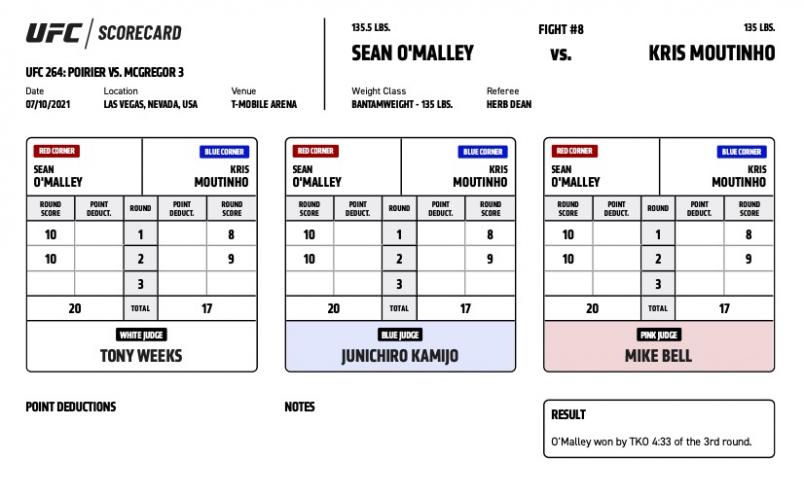 UFC / SCORECARD
UFC 264: POIRIER VS. MCGREGOR 3
Date Location Venue
07/10/2021 LAS VEGAS, NEVADA, USA T-MOBILE ARENA
135.5 LBS. FIGHT #8 135 LBS.
SEAN O'MALLEY VS. KRIS MOUTINHO
Weight Class Referee
BANTAMWEIGHT - 135 LBS. HERB DEAN
RED CORNER BLUE CORNER
SEAN KRIS
O'MALLEY MOUTINHO
ROUND POINT ROUND POINT ROUND
SCORE DEDUCT. DEDUCT. SCORE
10 1 8
10 2 9
3
20 TOTAL 17
WHITE JUDGE
TONY WEEKS
RED CORNER BLUE CORNER
SEAN KRIS
O'MALLEY MOUTINHO
ROUND POINT ROUND POINT ROUND
SCORE DEDUCT. DEDUCT. SCORE
10 1 8
10 2 9
3
20 TOTAL 17
BLUE JUDGE
JUNICHIRO KAMIJO
RED CORNER BLUE CORNER
SEAN KRIS
O'MALLEY MOUTINHO
ROUND POINT ROUND POINT ROUND
SCORE DEDUCT. DEDUCT. SCORE
10 1 8
10 2 9
3
20 TOTAL 17
PINK JUDGE
MIKE BELL
POINT DEDUCTIONS
NOTES
RESULT
O'Malley won by TKO 4:33 of the 3rd round.